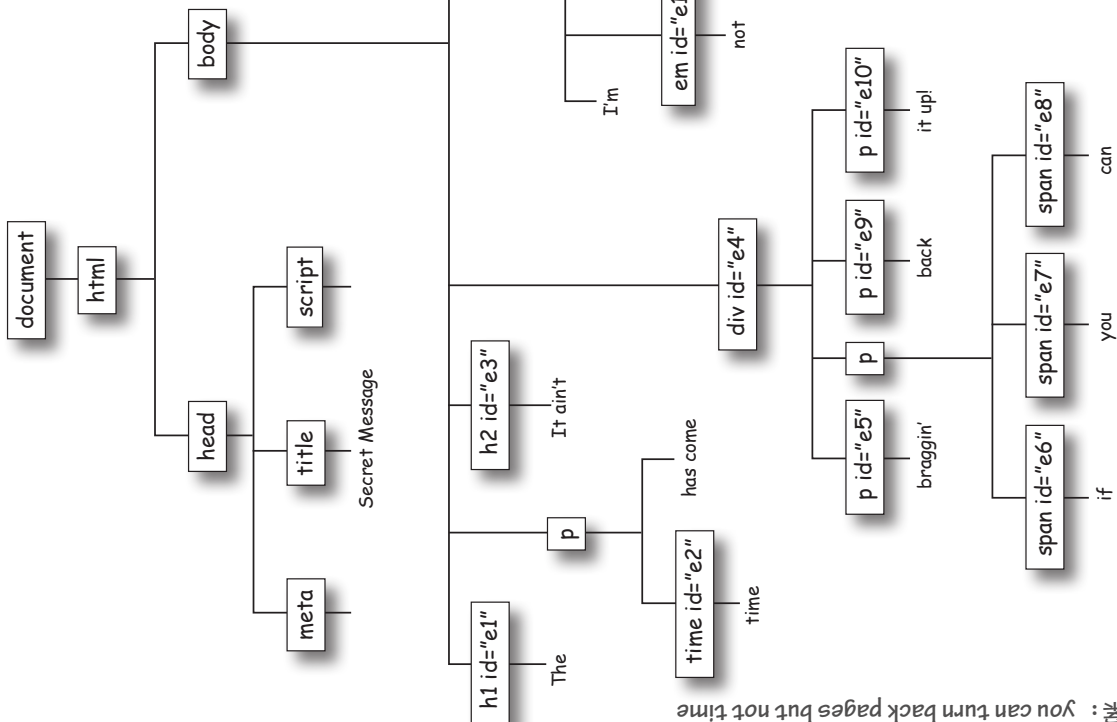 document
html
head body
meta title script
Secret Message
h1 id="e1" h2 id="e3"
The It ain't
p I'm
time id="e2" has come
time div id="e4" not
p id="e5" p p id="e9" p id="e10"
braggin' back it up!
span id="e6" span id="e7" span id="e8"
if you can
: you can turn back pages but not time